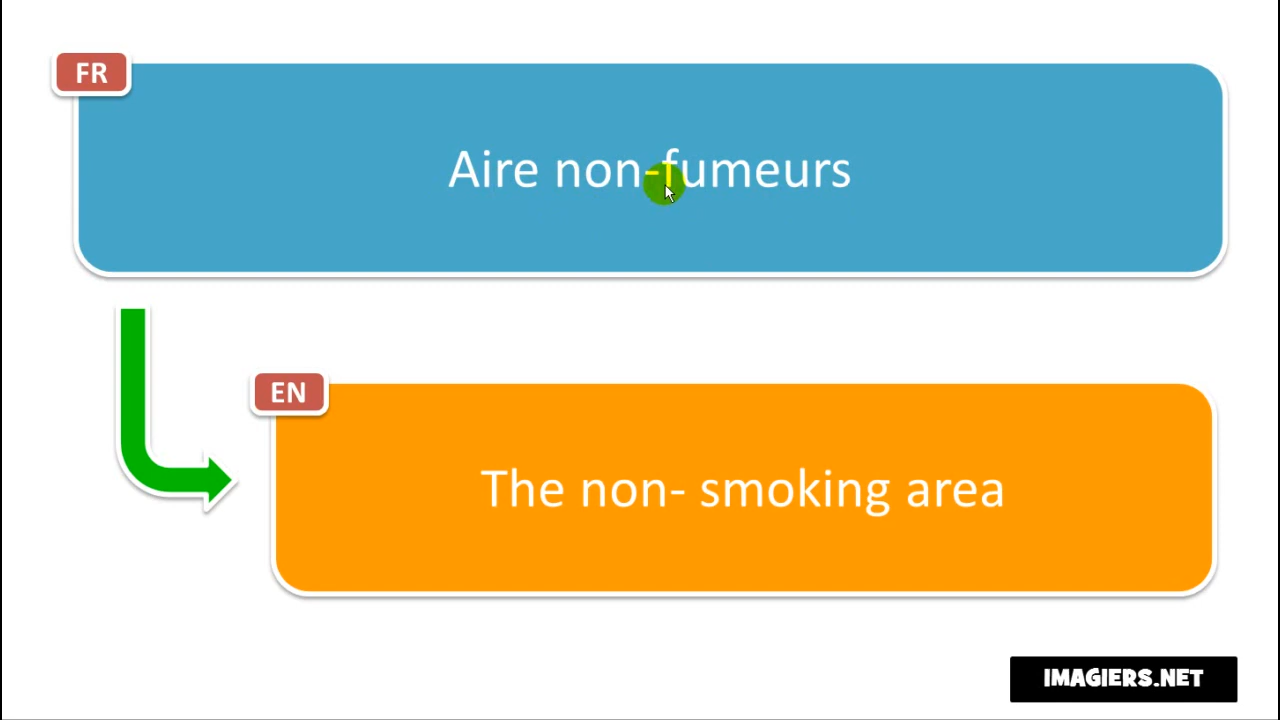 FR
Aire non-fumeurs
EN
The non- smoking area
IMAGIERS.NET